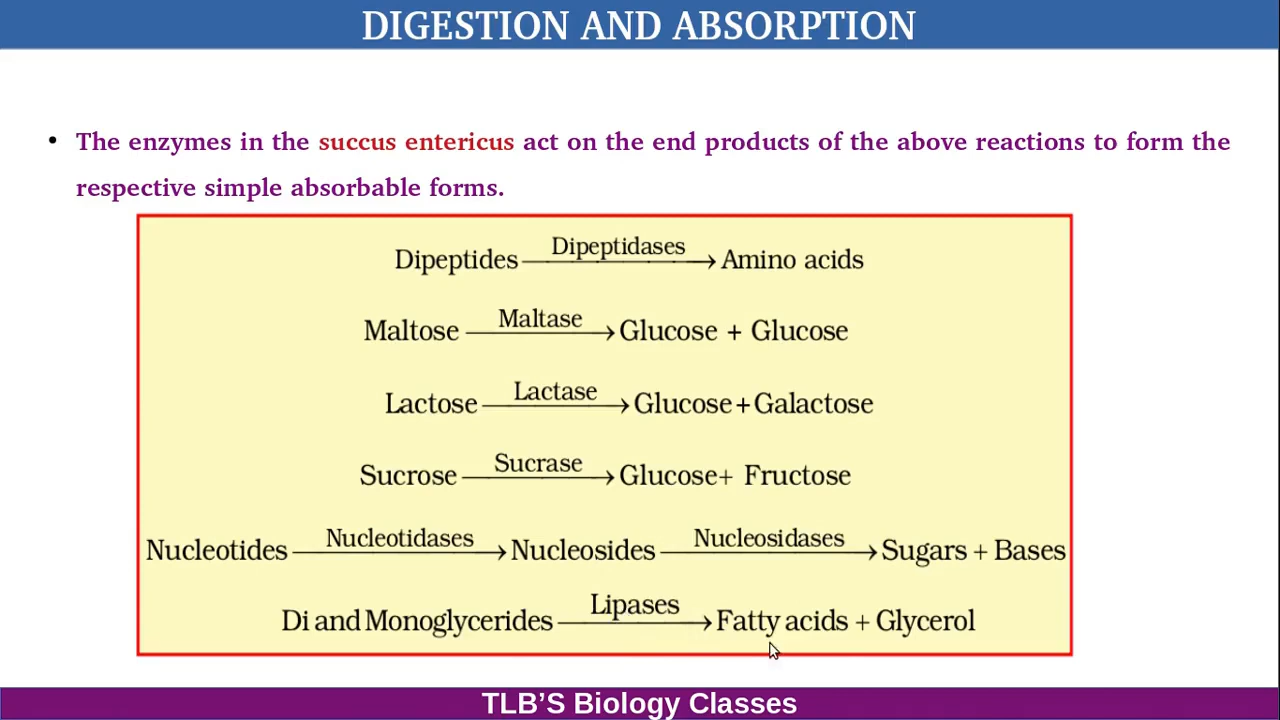 DIGESTION AND ABSORPTION
• The enzymes in the succus entericus act on the end products of the above reactions to form the
respective simple absorbable forms.
Dipeptides Dipeptidases → Amino acids
Maltose Maltase → Glucose + Glucose
Lactose Lactase → Glucose + Galactose
Sucrose Sucrase → Glucose + Fructose
Nucleotides Nucleotidases → Nucleosides Nucleosidases → Sugars + Bases
Di and Monoglycerides Lipases → Fatty acids + Glycerol
TLB'S Biology Classes